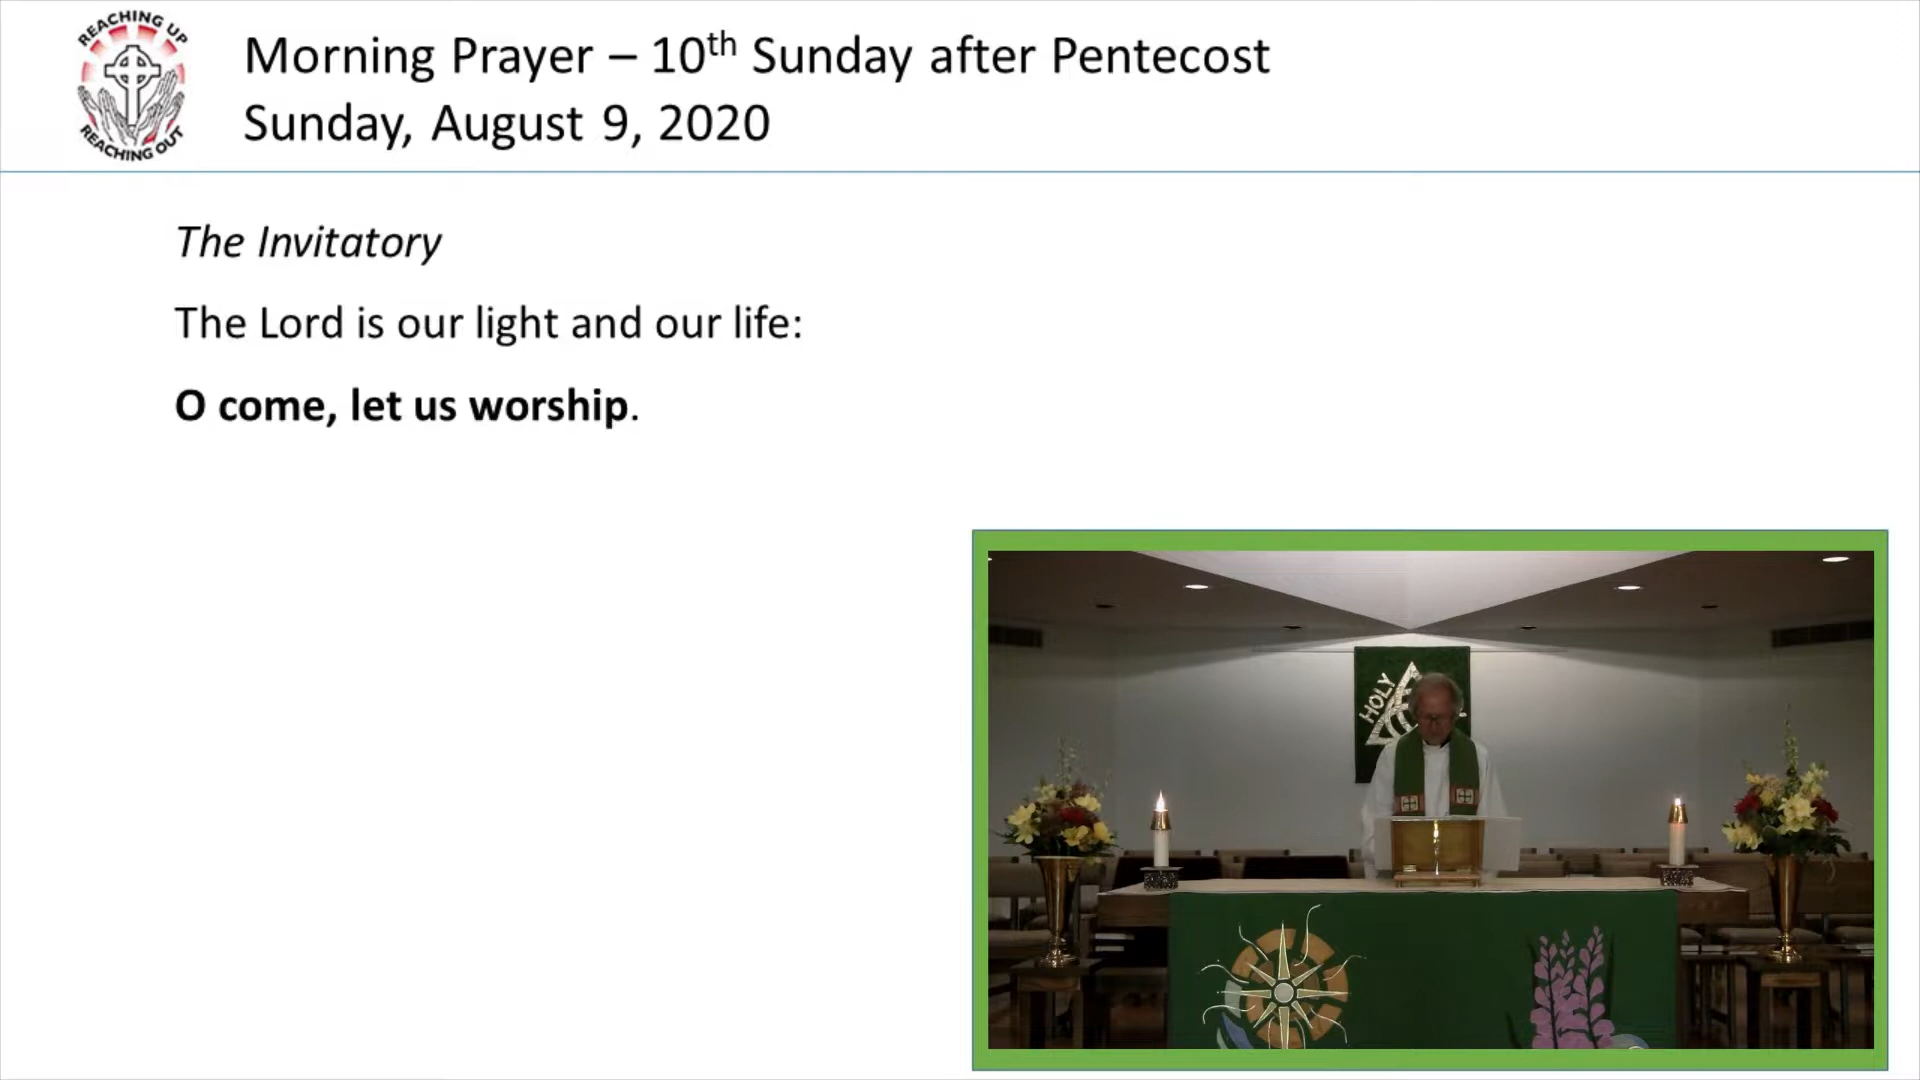 REACHING UP
REACHING OUT
Morning Prayer – 10th Sunday after Pentecost
Sunday, August 9, 2020
The Invitatory
The Lord is our light and our life:
O come, let us worship.
HOLY